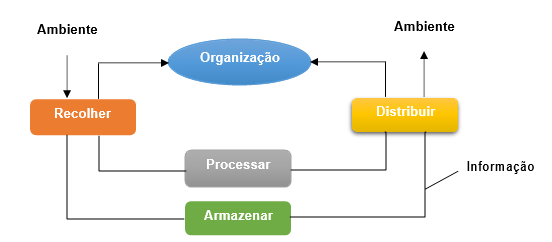 Ambiente
Ambiente
Organização
Recolher
Distribuir
Processar
Informação
Armazenar